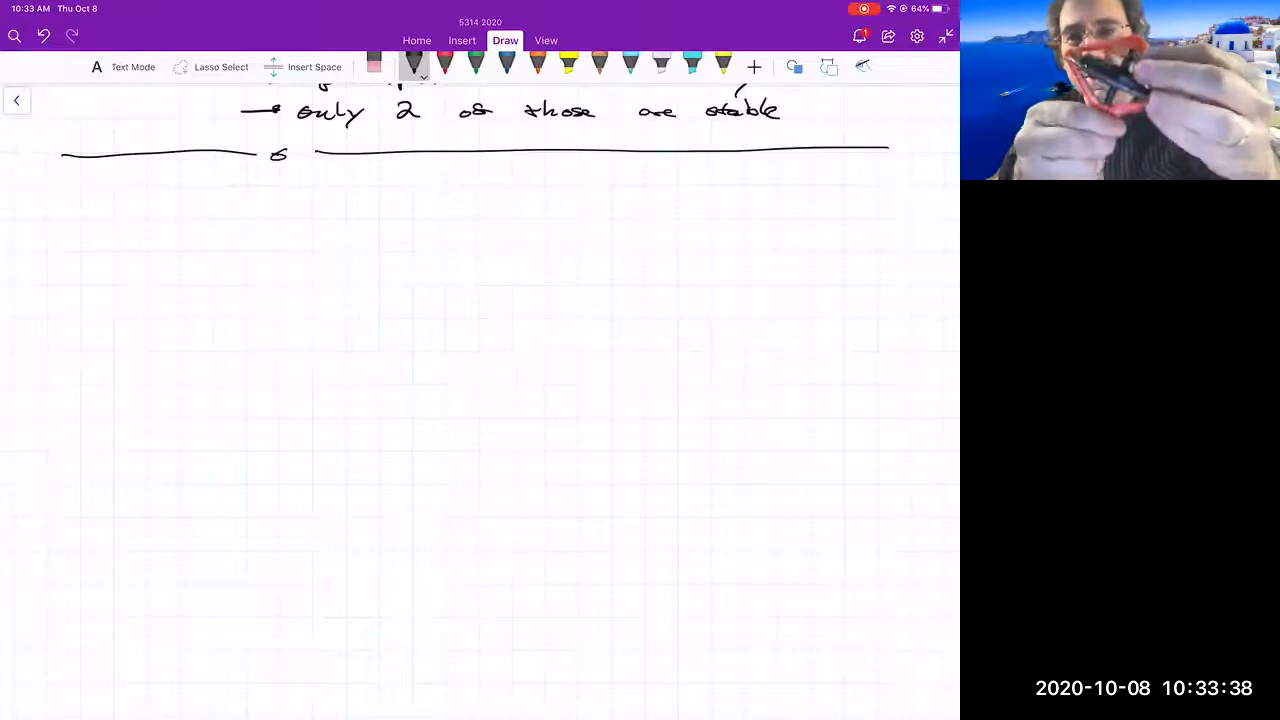 10:33 AM Thu Oct 8
64%
5314 2020
Home Insert Draw View
1
A Text Mode Lasso Select Insert Space
→ only 2 of those are stable
2020-10-08 10:33:38